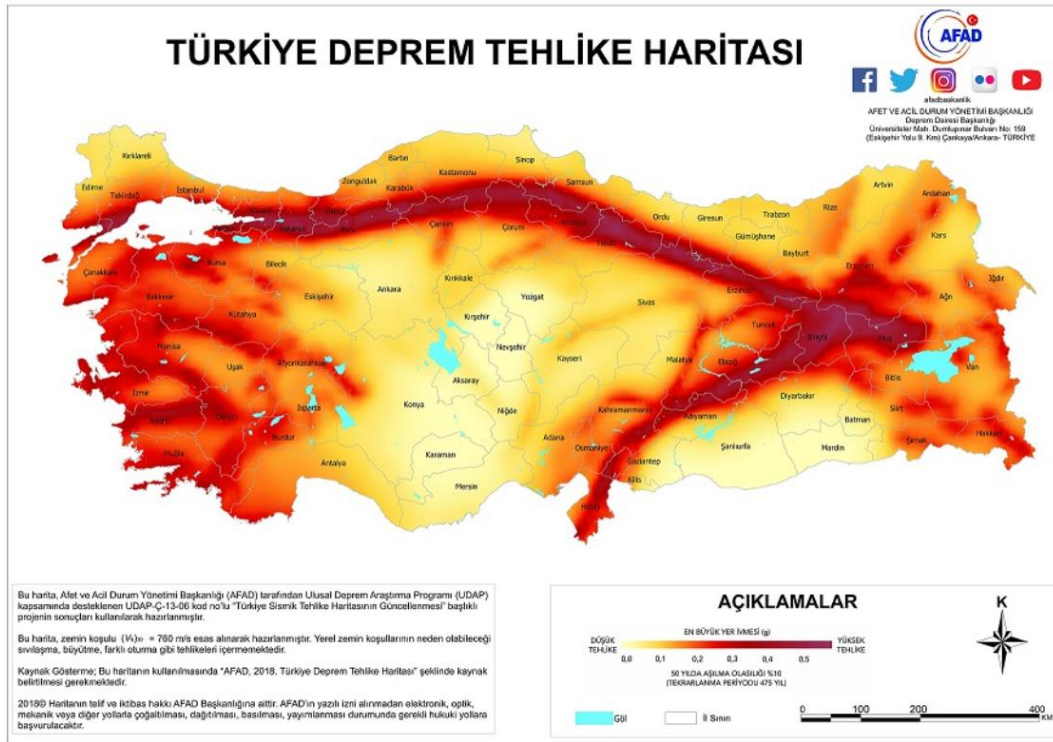 TÜRKİYE DEPREM TEHLİKE HARİTASI
AFAD
afadbaskanlik
AFET VE ACİL DURUM YÖNETİMİ BAŞKANLIĞI
Deprem Dairesi Başkanlığı
Üniversiteler Mah. Dumlupınar Bulvarı No: 159
(Eskişehir Yolu 9. Km) Çankaya/Ankara- TÜRKİYE
Kırklareli
Edirne
Tekirdağ
İstanbul
Zonguldak
Bartın
Karabük
Kastamonu
Sinop
Samsun
Ordu
Giresun
Trabzon
Rize
Artvin
Ardahan
Kars
Gümüşhane
Bayburt
Erzurum
Erzincan
Iğdır
Ağrı
Çankırı
Çorum
Çanakkale
Bursa
Bilecik
Balıkesir
Kütahya
Eskişehir
Ankara
Kırıkkale
Yozgat
Sivas
Tunceli
Bingöl
Muş
Kırşehir
Nevşehir
Kayseri
Malatya
Elazığ
Bitlis
Van
Manisa
Uşak
Afyonkarahisar
İzmir
Aydın
Denizli
Isparta
Burdur
Konya
Aksaray
Niğde
Kahramanmaraş
Adıyaman
Diyarbakır
Batman
Siirt
Şırnak
Hakkari
Muğla
Antalya
Karaman
Mersin
Adana
Osmaniye
Gaziantep
Kilis
Şanlıurfa
Mardin
Hatay
Bu harita, Afet ve Acil Durum Yönetimi Başkanlığı (AFAD) tarafından Ulusal Deprem Araştırma Programı (UDAP)
kapsamında desteklenen UDAP-Ç-13-06 kod no'lu "Türkiye Sismik Tehlike Haritasının Güncellenmesi" başlıklı
projenin sonuçları kullanılarak hazırlanmıştır.
Bu harita, zemin koşulu (Vs)30 = 760 m/s esas alınarak hazırlanmıştır. Yerel zemin koşullarının neden olabileceği
sıvılaşma, büyütme, farklı oturma gibi tehlikeleri içermemektedir.
Kaynak Gösterme; Bu haritanın kullanılmasında "AFAD, 2018, Türkiye Deprem Tehlike Haritası" şeklinde kaynak
belirtilmesi gerekmektedir.
2018© Haritanın telif ve iktibas hakkı AFAD Başkanlığına aittir. AFAD'ın yazılı izni alınmadan elektronik, optik,
mekanik veya diğer yollarla çoğaltılması, dağıtılması, basılması, yayımlanması durumunda gerekli hukuki yollara
başvurulacaktır.
AÇIKLAMALAR
EN BÜYÜK YER İVMESİ (g)
DÜŞÜK TEHLİKE
YÜKSEK TEHLİKE
0,0 0,1 0,2 0,3 0,4 0,5
50 YILDA AŞILMA OLASILIĞI %10
(TEKRARLANMA PERİYODU 475 YIL)
Göl
İl Sınırı
K
0 100 200 400
KM